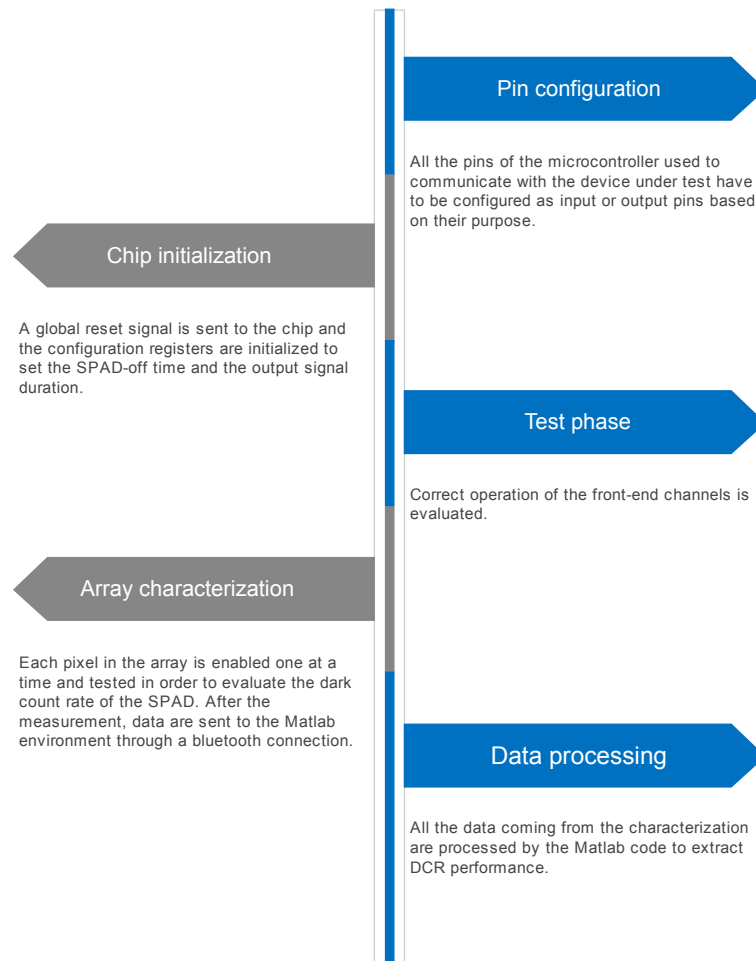 Pin configuration
All the pins of the microcontroller used to
communicate with the device under test have
to be configured as input or output pins based
on their purpose.
Chip initialization
A global reset signal is sent to the chip and
the configuration registers are initialized to
set the SPAD-off time and the output signal
duration.
Test phase
Correct operation of the front-end channels is
evaluated.
Array characterization
Each pixel in the array is enabled one at a
time and tested in order to evaluate the dark
count rate of the SPAD. After the
measurement, data are sent to the Matlab
environment through a bluetooth connection.
Data processing
All the data coming from the characterization
are processed by the Matlab code to extract
DCR performance.